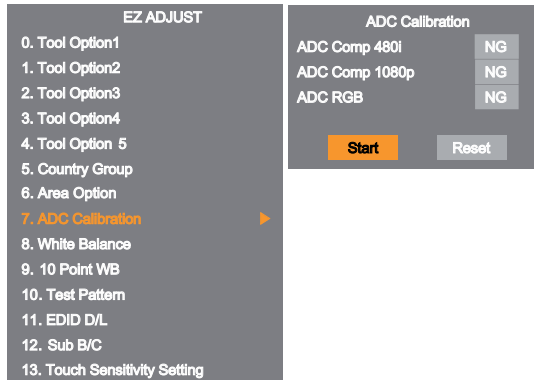 EZ ADJUST
0. Tool Option1
1. Tool Option2
2. Tool Option3
3. Tool Option4
4. Tool Option 5
5. Country Group
6. Area Option
7. ADC Calibration
8. White Balance
9. 10 Point WB
10. Test Pattern
11. EDID D/L
12. Sub B/C
13. Touch Sensitivity Setting
ADC Calibration
ADC Comp 480i NG
ADC Comp 1080p NG
ADC RGB NG
Start Reset